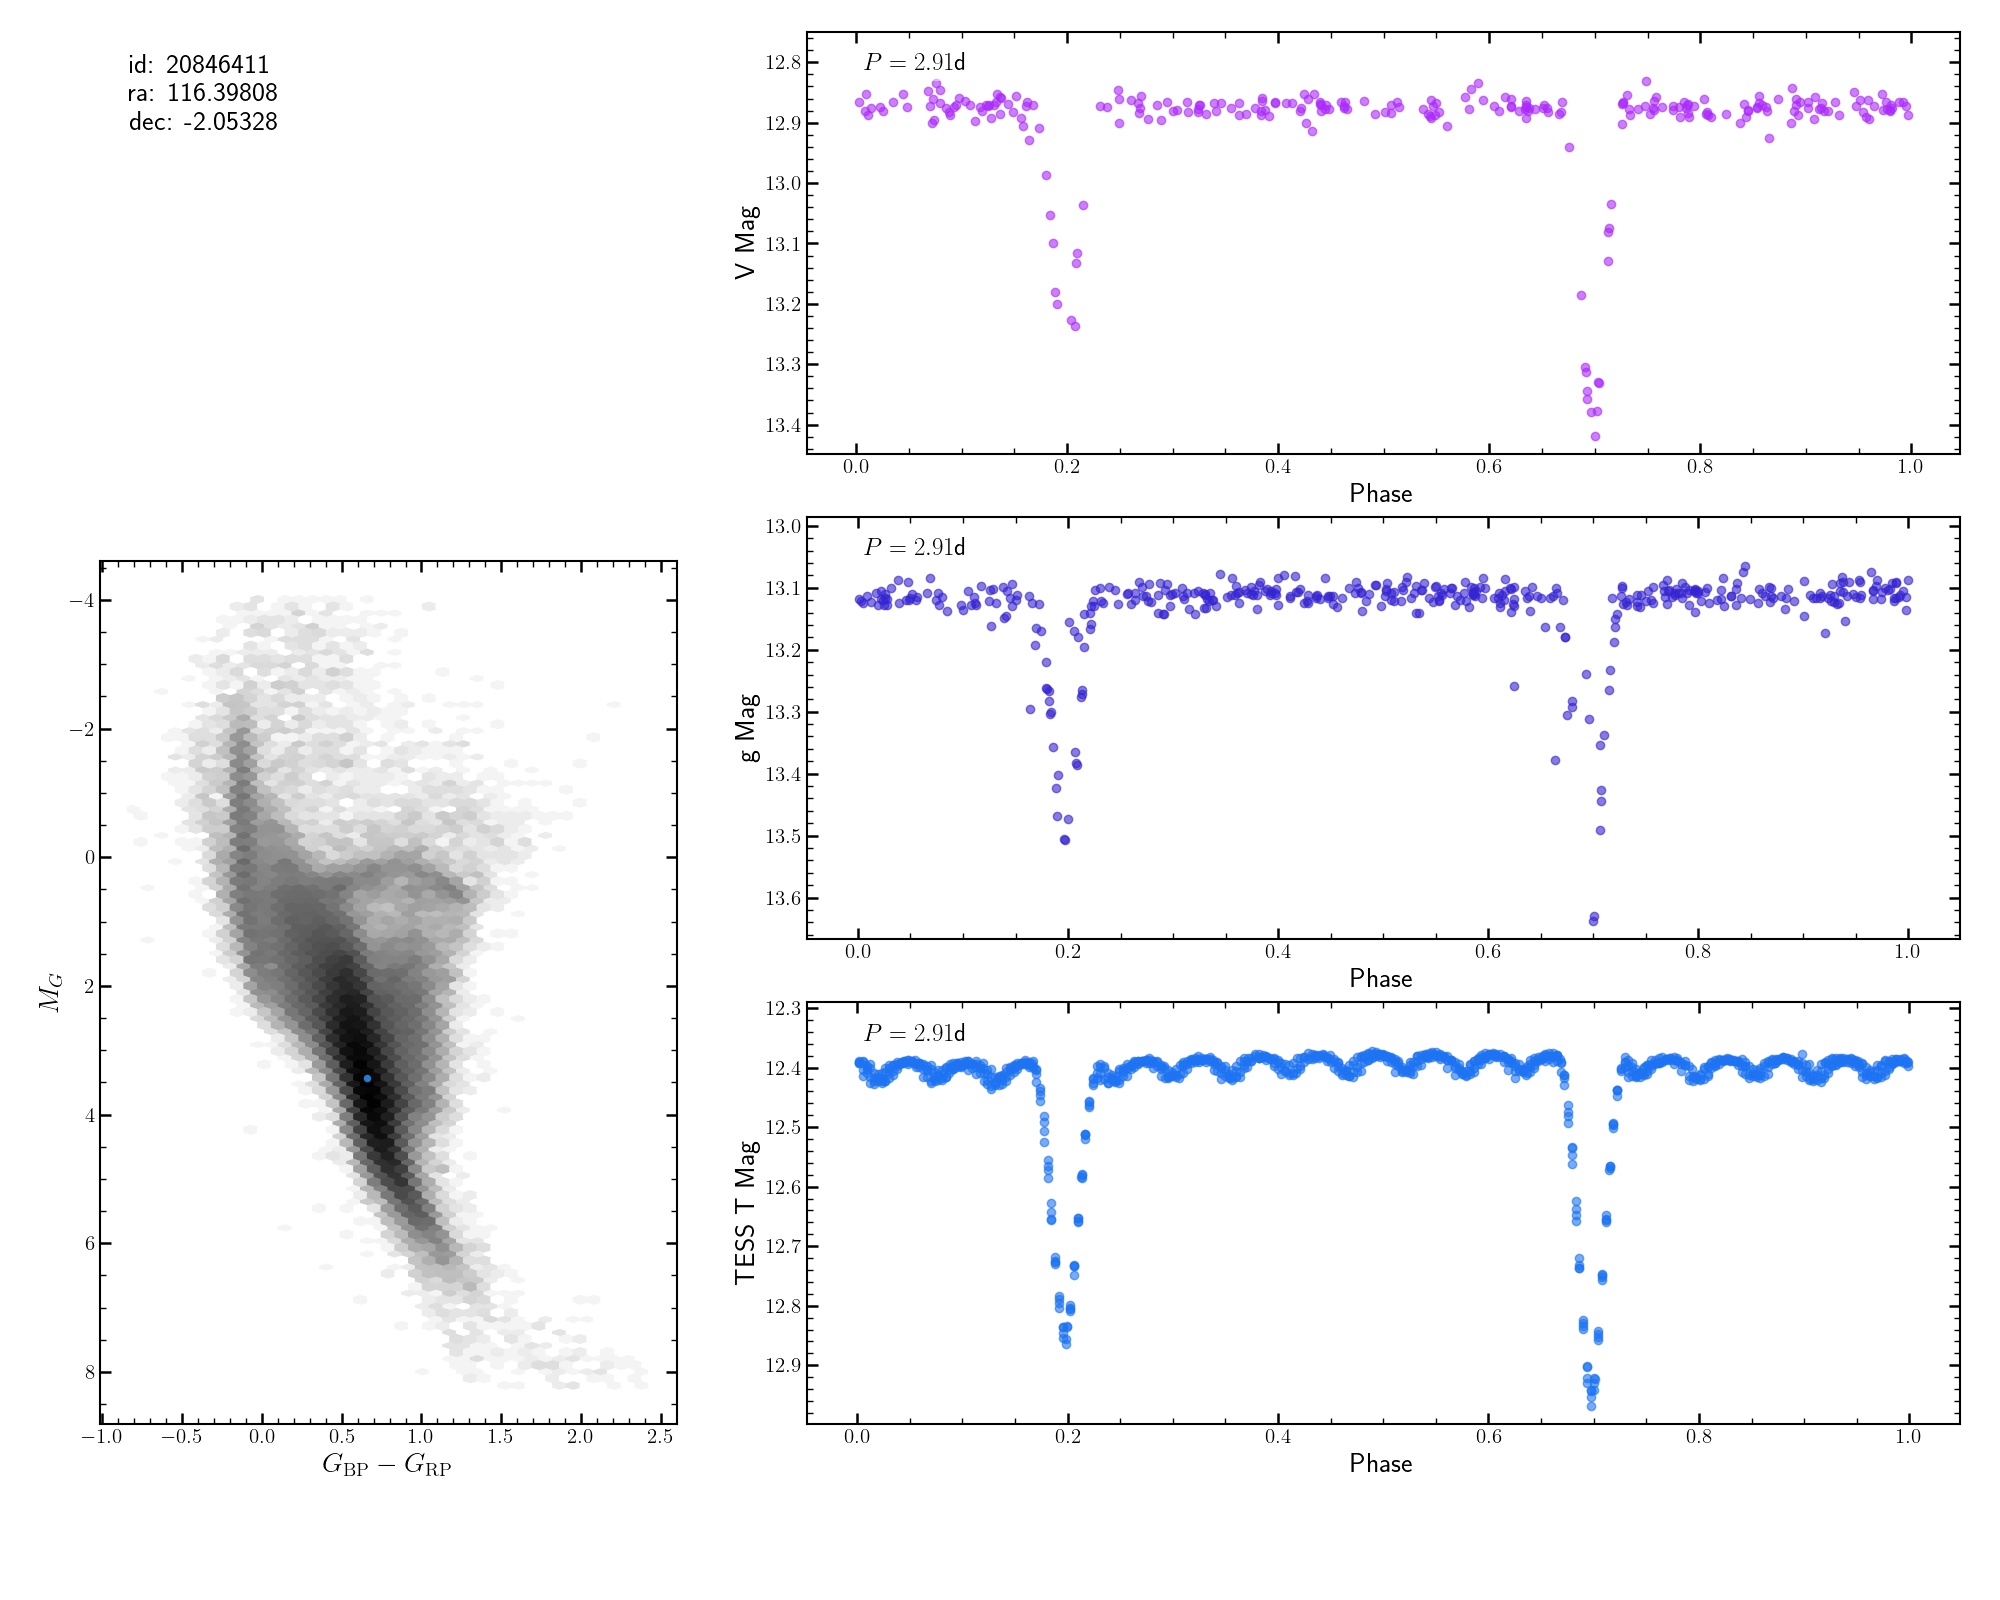 id: 20846411
ra: 116.39808
dec: -2.05328
P = 2.91d
V Mag
12.8
12.9
13.0
13.1
13.2
13.3
13.4
0.0 0.2 0.4 0.6 0.8 1.0
Phase
P = 2.91d
g Mag
13.0
13.1
13.2
13.3
13.4
13.5
13.6
0.0 0.2 0.4 0.6 0.8 1.0
Phase
P = 2.91d
TESS T Mag
12.3
12.4
12.5
12.6
12.7
12.8
12.9
0.0 0.2 0.4 0.6 0.8 1.0
Phase
M_G
−4
−2
0
2
4
6
8
−1.0 −0.5 0.0 0.5 1.0 1.5 2.0 2.5
G_BP − G_RP